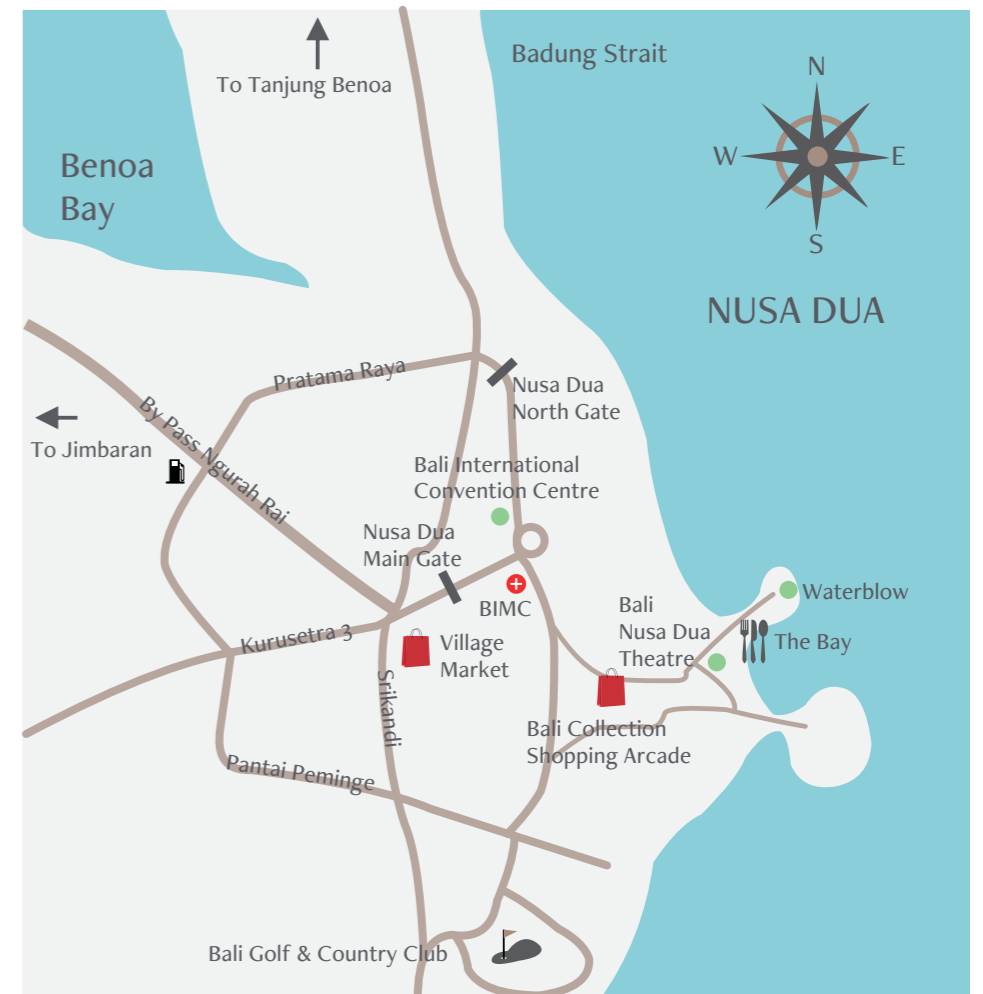 Badung Strait
To Tanjung Benoa
N
W
E
S
Benoa
Bay
NUSA DUA
Pratama Raya
Nusa Dua
North Gate
By Pass Ngurah Rai
To Jimbaran
Bali International
Convention Centre
Nusa Dua
Main Gate
BIMC
Waterblow
Bali
Nusa Dua
Theatre
The Bay
Kurusetra 3
Village
Market
Srikandi
Bali Collection
Shopping Arcade
Pantai Peminge
Bali Golf & Country Club